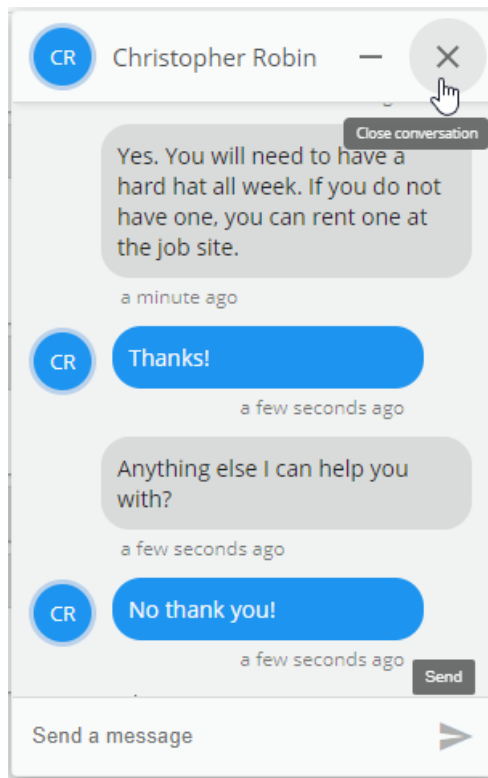 CR
Christopher Robin
Close conversation
Yes. You will need to have a
hard hat all week. If you do not
have one, you can rent one at
the job site.
a minute ago
CR
Thanks!
a few seconds ago
Anything else I can help you
with?
a few seconds ago
CR
No thank you!
a few seconds ago
Send
Send a message